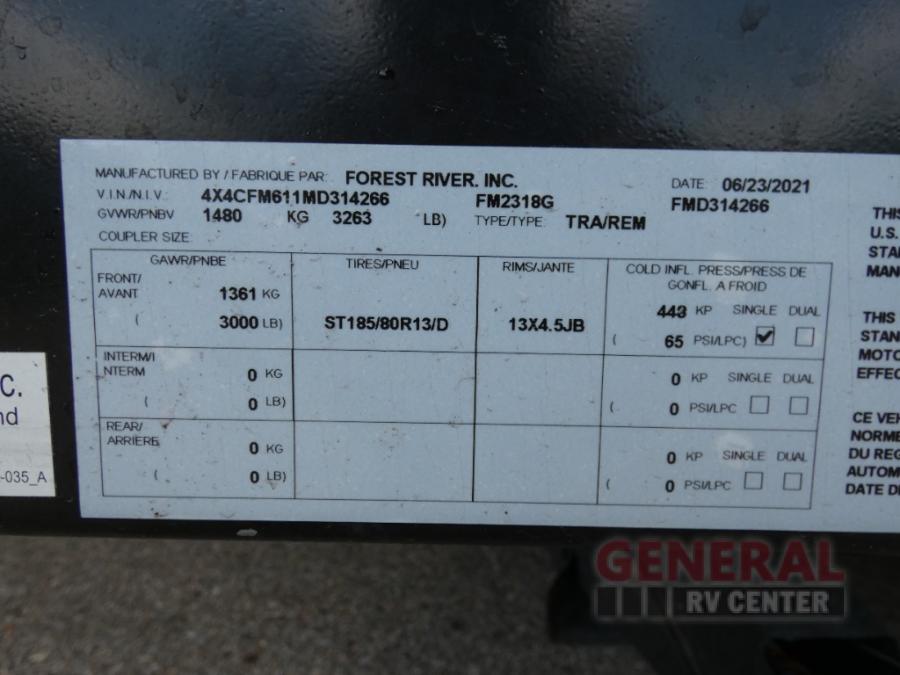 MANUFACTURED BY / FABRIQUE PAR: FOREST RIVER. INC. DATE: 06/23/2021
V.I.N./N.I.V.: 4X4CFM611MD314266 FM2318G FMD314266
GVWR/PNBV 1480 KG 3263 LB) TYPE/TYPE: TRA/REM
COUPLER SIZE:
GAWR/PNBE TIRES/PNEU RIMS/JANTE COLD INFL. PRESS/PRESS DE
GONFL. A FROID
FRONT/
AVANT 1361 KG 443 KP SINGLE DUAL
( 3000 LB) ST185/80R13/D 13X4.5JB ( 65 PSI/LPC)
INTERM/I
NTERM 0 KG 0 KP SINGLE DUAL
( 0 LB) ( 0 PSI/LPC
REAR/
ARRIÈRE 0 KG 0 KP SINGLE DUAL
( 0 LB) ( 0 PSI/LPC
THIS
U.S.
STAN
MANU
THIS
STAN
MOTO
EFFEC
CE VEH
NORME
DU REG
AUTOM
DATE DE
C.
nd
-035_A
GENERAL
RV CENTER